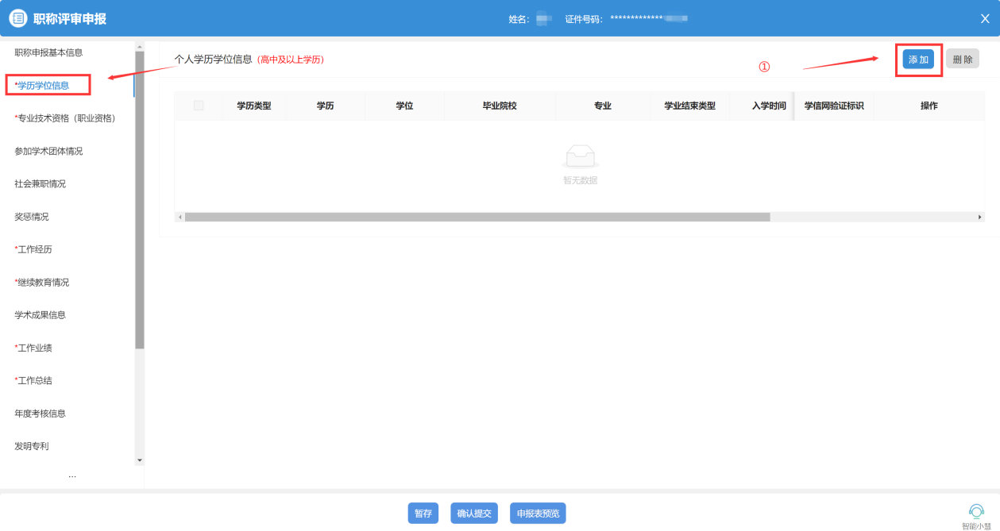 职称评审申报
姓名： 证件号码： *************
X
职称申报基本信息
*学历学位信息
*专业技术资格（职业资格）
参加学术团体情况
社会兼职情况
奖惩情况
*工作经历
*继续教育情况
学术成果信息
*工作业绩
*工作总结
年度考核信息
发明专利
...
个人学历学位信息（高中及以上学历）
①
添加 删除
学历类型 学历 学位 毕业院校 专业 学业结束类型 入学时间 学信网验证标识 操作
暂无数据
暂存 确认提交 申报表预览
智能小慧